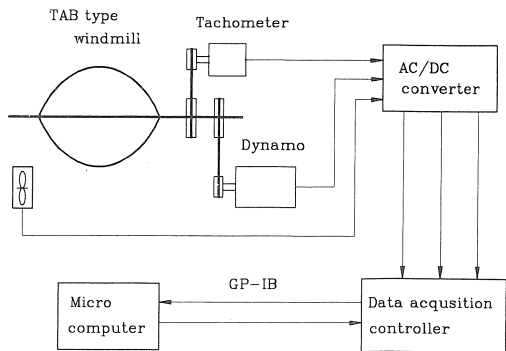 TAB type
windmill
Tachometer
AC/DC
converter
Dynamo
GP-IB
Micro
computer
Data acqusition
controller